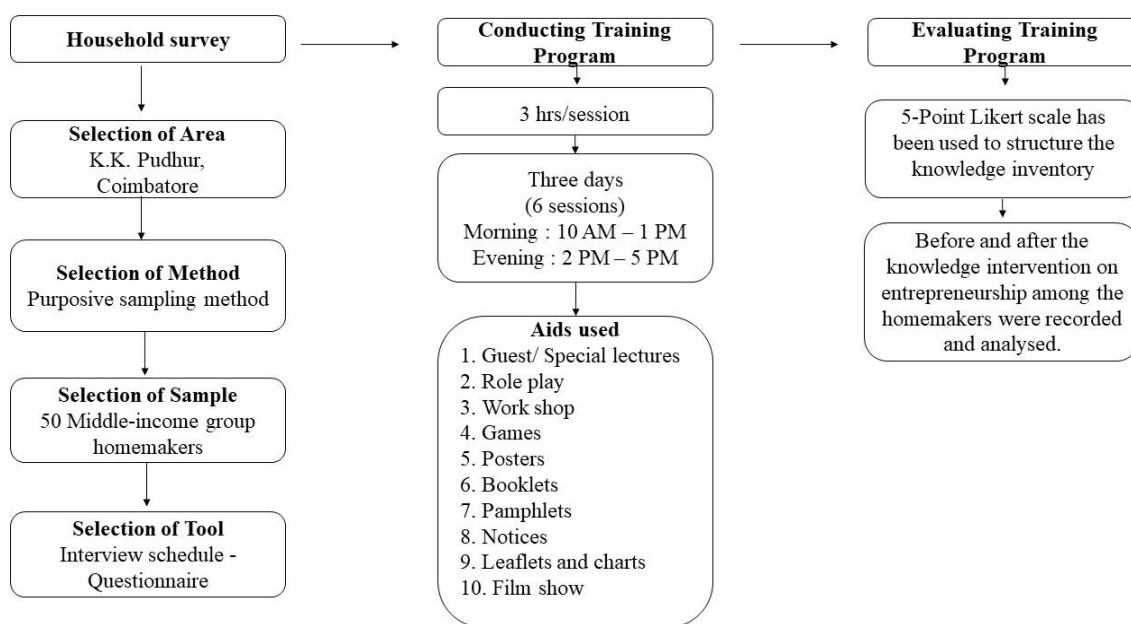 Household survey
Selection of Area
K.K. Pudhur,
Coimbatore
Selection of Method
Purposive sampling method
Selection of Sample
50 Middle-income group
homemakers
Selection of Tool
Interview schedule -
Questionnaire
Conducting Training
Program
3 hrs/session
Three days
(6 sessions)
Morning : 10 AM – 1 PM
Evening : 2 PM – 5 PM
Aids used
1. Guest/ Special lectures
2. Role play
3. Work shop
4. Games
5. Posters
6. Booklets
7. Pamphlets
8. Notices
9. Leaflets and charts
10. Film show
Evaluating Training
Program
5-Point Likert scale has
been used to structure the
knowledge inventory
Before and after the
knowledge intervention on
entrepreneurship among the
homemakers were recorded
and analysed.